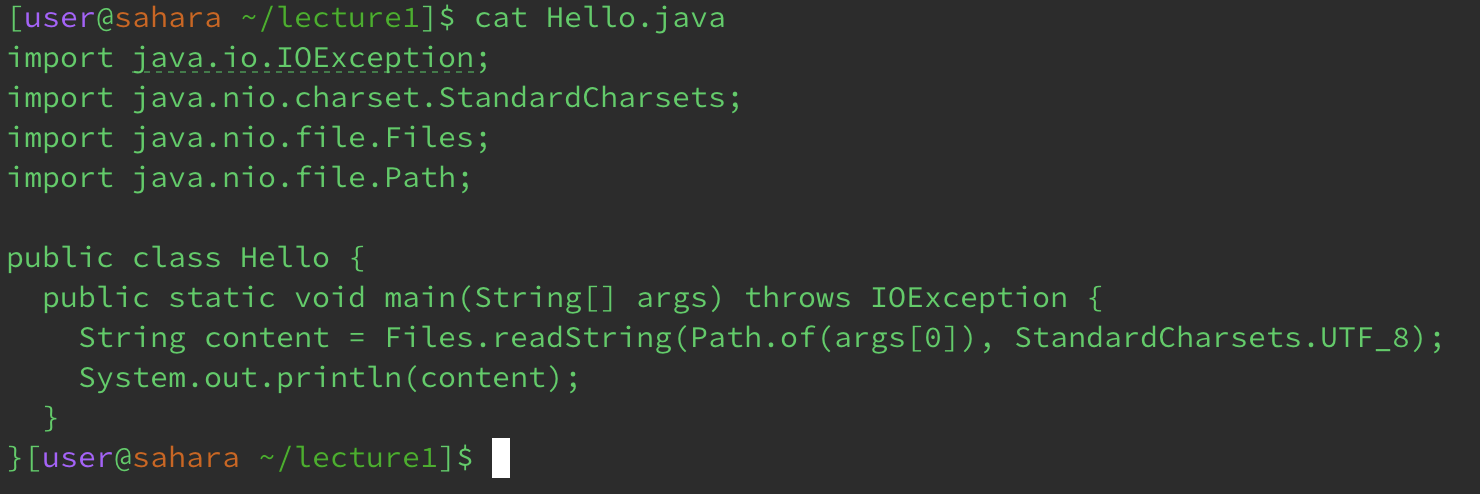 [user@sahara ~/lecture1]$ cat Hello.java
import java.io.IOException;
import java.nio.charset.StandardCharsets;
import java.nio.file.Files;
import java.nio.file.Path;

public class Hello {
  public static void main(String[] args) throws IOException {
    String content = Files.readString(Path.of(args[0]), StandardCharsets.UTF_8);
    System.out.println(content);
  }
}[user@sahara ~/lecture1]$